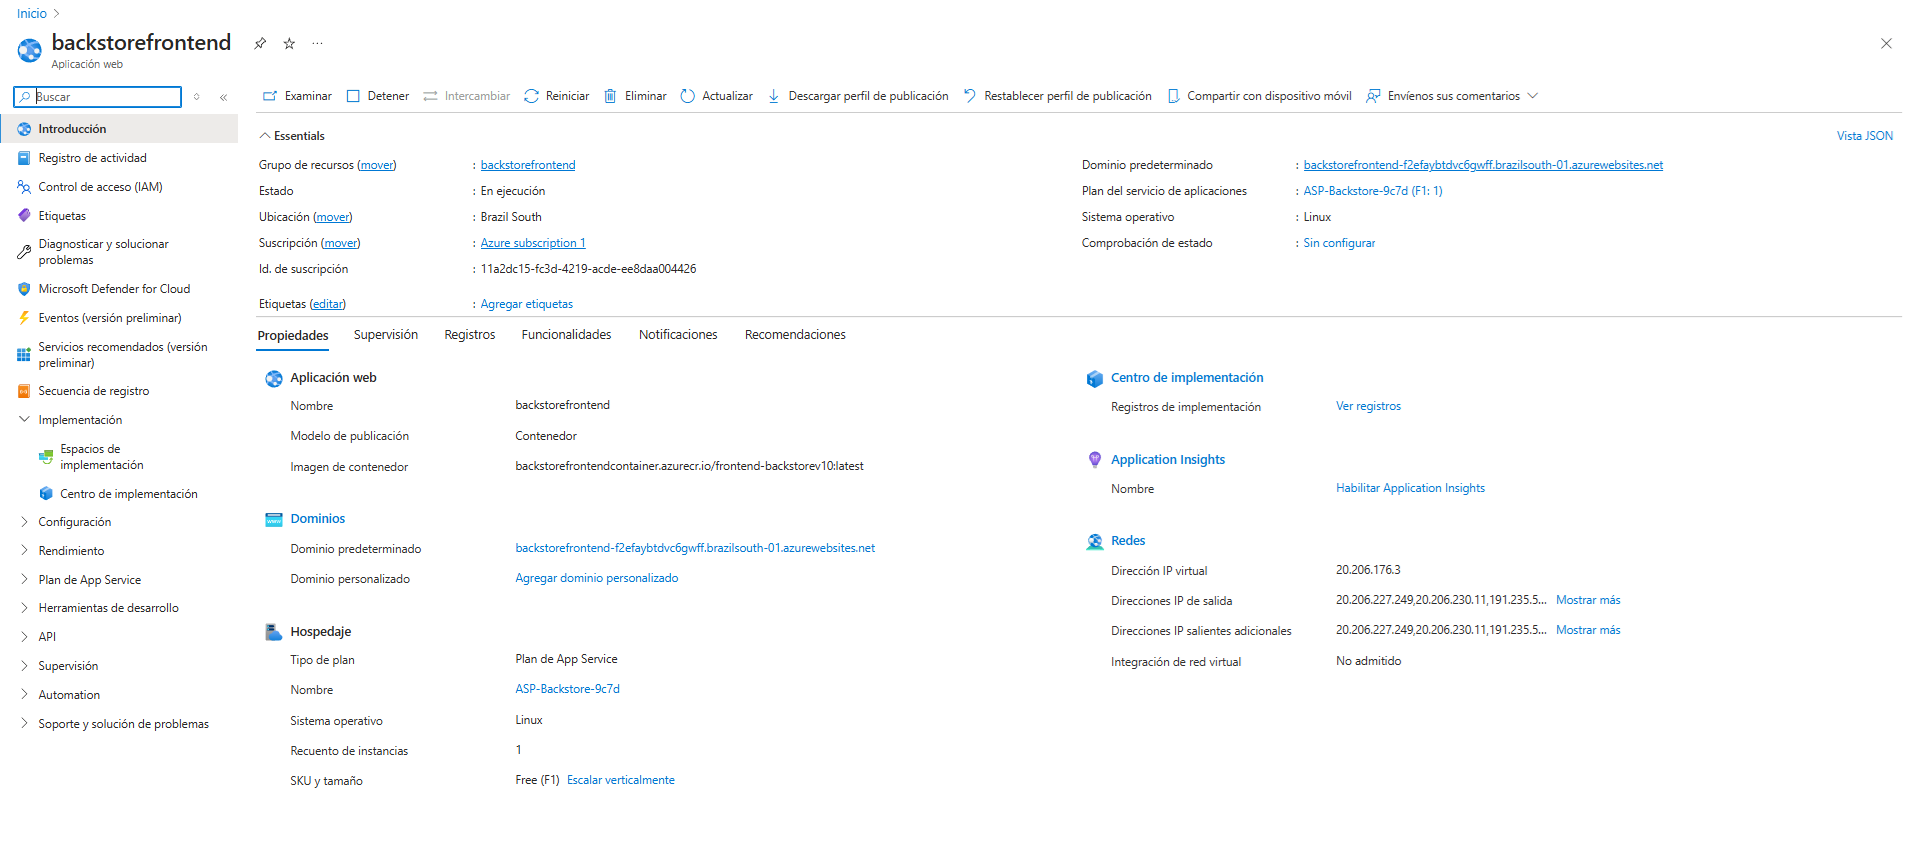 Inicio
backstorefrontend
Aplicación web
Buscar
Examinar
Detener
Intercambiar
Reiniciar
Eliminar
Actualizar
Descargar perfil de publicación
Restablecer perfil de publicación
Compartir con dispositivo móvil
Envíenos sus comentarios
Introducción
Registro de actividad
Control de acceso (IAM)
Etiquetas
Diagnosticar y solucionar
problemas
Microsoft Defender for Cloud
Eventos (versión preliminar)
Servicios recomendados (versión
preliminar)
Secuencia de registro
Implementación
Espacios de
implementación
Centro de implementación
Configuración
Rendimiento
Plan de App Service
Herramientas de desarrollo
API
Supervisión
Automation
Soporte y solución de problemas
Essentials
Vista JSON
Grupo de recursos (mover) : backstorefrontend
Estado : En ejecución
Ubicación (mover) : Brazil South
Suscripción (mover) : Azure subscription 1
Id. de suscripción : 11a2dc15-fc3d-4219-acde-ee8daa004426
Etiquetas (editar) : Agregar etiquetas
Dominio predeterminado : backstorefrontend-f2efaybtdvc6gwff.brazilsouth-01.azurewebsites.net
Plan del servicio de aplicaciones : ASP-Backstore-9c7d (F1: 1)
Sistema operativo : Linux
Comprobación de estado : Sin configurar
Propiedades
Supervisión
Registros
Funcionalidades
Notificaciones
Recomendaciones
Aplicación web
Nombre backstorefrontend
Modelo de publicación Contenedor
Imagen de contenedor backstorefrontendcontainer.azurecr.io/frontend-backstorev10:latest
Dominios
Dominio predeterminado backstorefrontend-f2efaybtdvc6gwff.brazilsouth-01.azurewebsites.net
Dominio personalizado Agregar dominio personalizado
Hospedaje
Tipo de plan Plan de App Service
Nombre ASP-Backstore-9c7d
Sistema operativo Linux
Recuento de instancias 1
SKU y tamaño Free (F1) Escalar verticalmente
Centro de implementación
Registros de implementación Ver registros
Application Insights
Nombre Habilitar Application Insights
Redes
Dirección IP virtual 20.206.176.3
Direcciones IP de salida 20.206.227.249,20.206.230.11,191.235.5... Mostrar más
Direcciones IP salientes adicionales 20.206.227.249,20.206.230.11,191.235.5... Mostrar más
Integración de red virtual No admitido